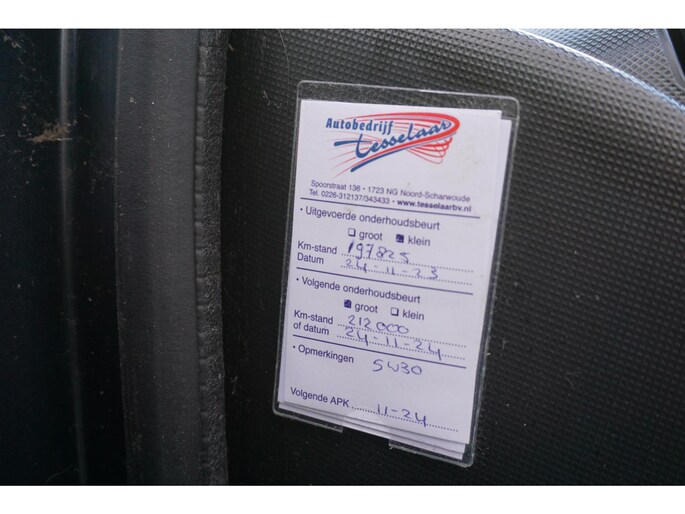 Autobedrijf
Tesselaar
Spoorstraat 136 • 1723 NG Noord-Scharwoude
Tel. 0226-312137/343433 • www.tesselaarbv.nl
• Uitgevoerde onderhoudsbeurt
groot klein
Km-stand 197825
Datum 24-11-23
• Volgende onderhoudsbeurt
groot klein
Km-stand 212000
of datum 24-11-24
• Opmerkingen 5W30
Volgende APK 11-24